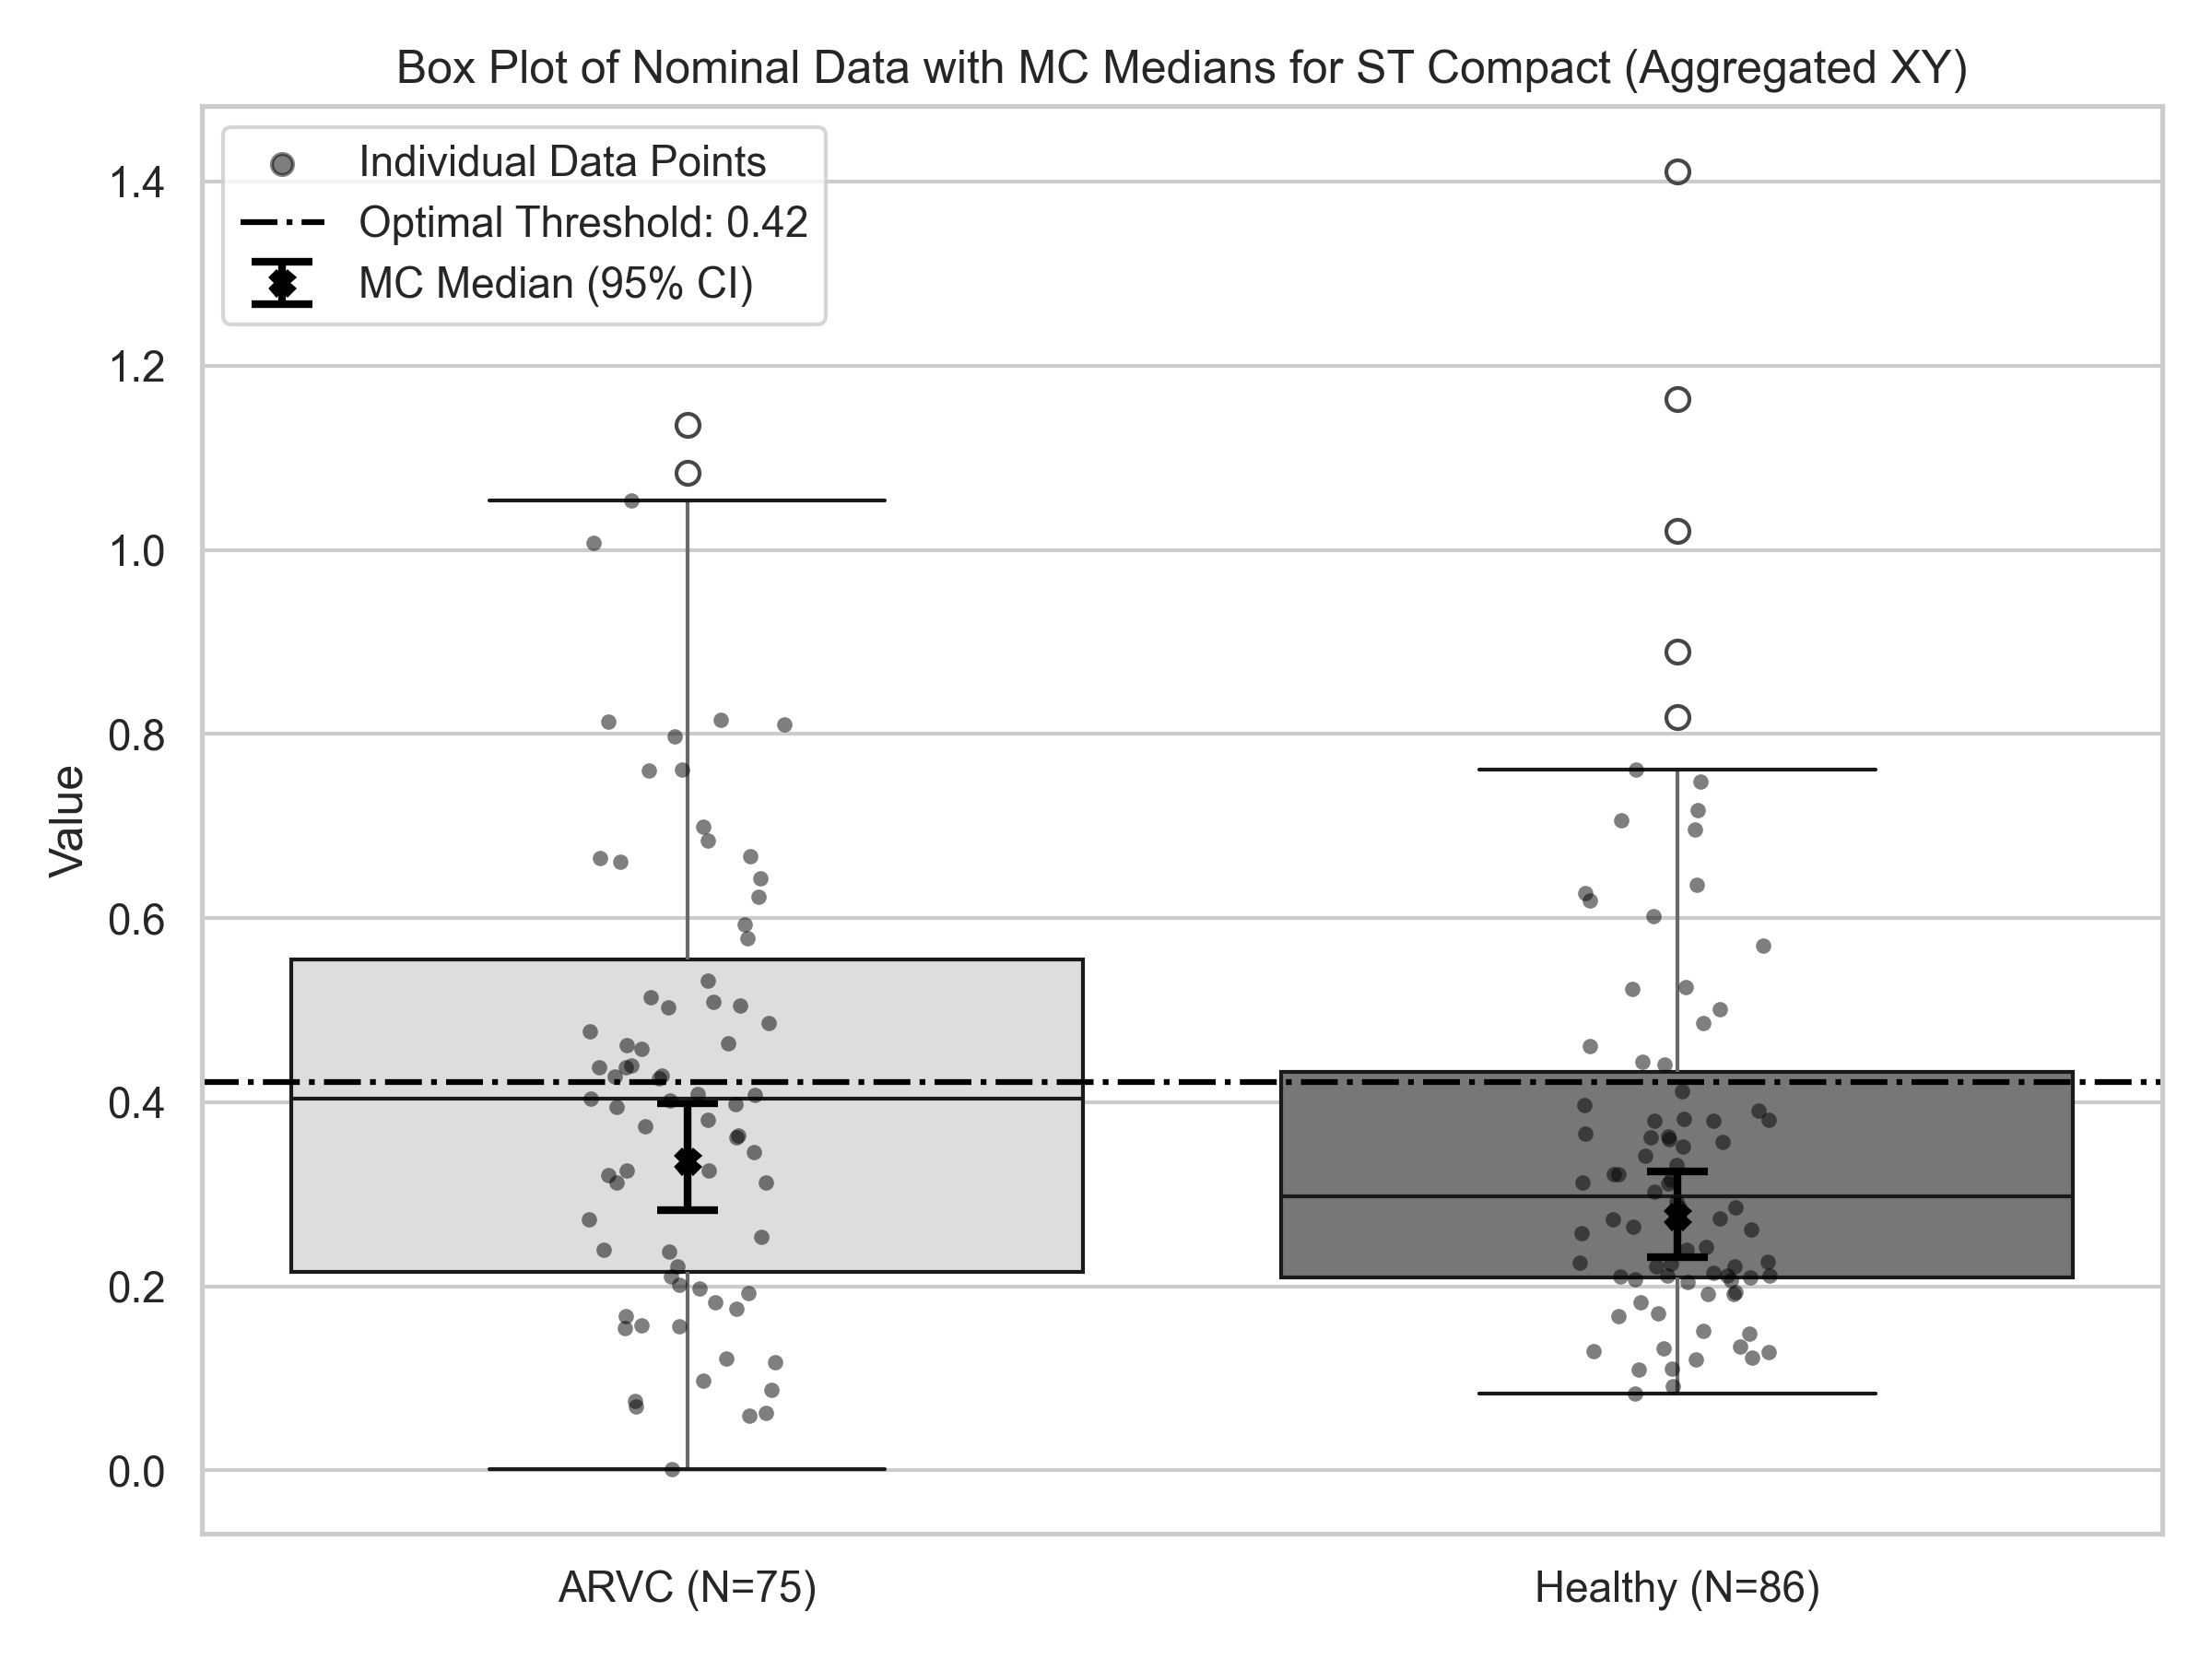 Box Plot of Nominal Data with MC Medians for ST Compact (Aggregated XY)
Individual Data Points
Optimal Threshold: 0.42
MC Median (95% CI)
1.4
1.2
1.0
0.8
0.6
0.4
0.2
0.0
Value
ARVC (N=75)
Healthy (N=86)